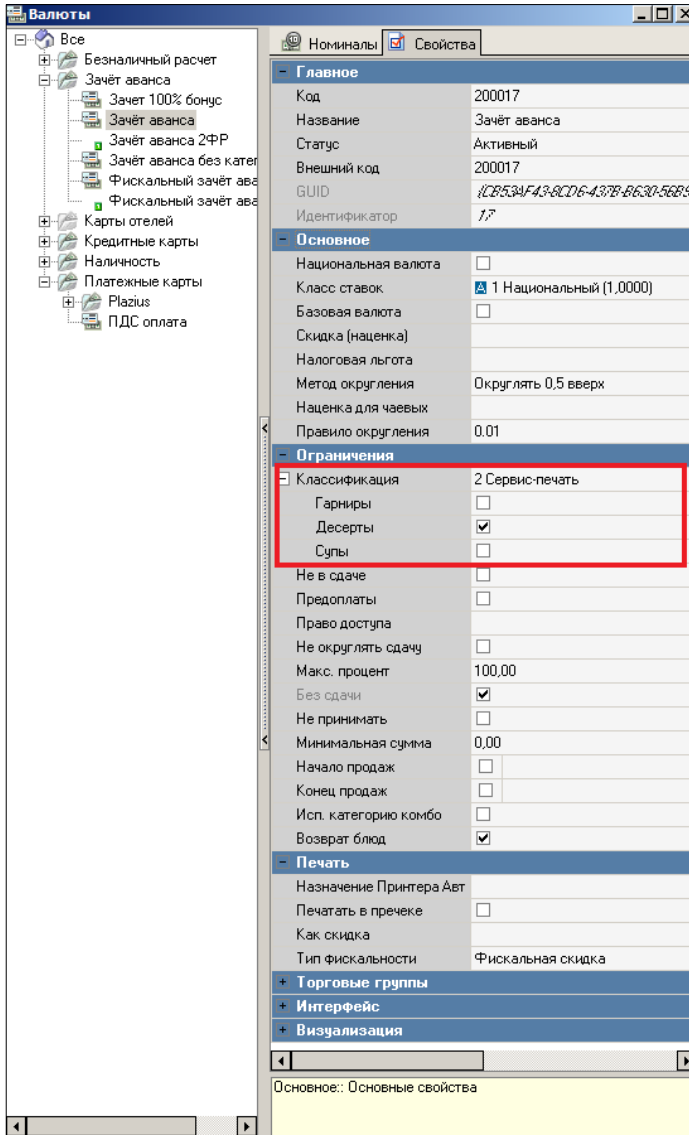 Валюты
Все
Безналичный расчет
Зачёт аванса
Зачет 100% бонус
Зачёт аванса
Зачёт аванса 2ФР
Зачёт аванса без катег
Фискальный зачёт ава
Фискальный зачёт ава
Карты отелей
Кредитные карты
Наличность
Платежные карты
Plazius
ПДС оплата
Номиналы Свойства
Главное
Код 200017
Название Зачёт аванса
Статус Активный
Внешний код 200017
GUID {CB53AF43-8CD6-437B-B630-56B9
Идентификатор 17
Основное
Национальная валюта
Класс ставок 1 Национальный (1,0000)
Базовая валюта
Скидка (наценка)
Налоговая льгота
Метод округления Округлять 0,5 вверх
Наценка для чаевых
Правило округления 0.01
Ограничения
Классификация 2 Сервис-печать
Гарниры
Десерты
Супы
Не в сдаче
Предоплаты
Право доступа
Не округлять сдачу
Макс. процент 100,00
Без сдачи
Не принимать
Минимальная сумма 0,00
Начало продаж
Конец продаж
Исп. категорию комбо
Возврат блюд
Печать
Назначение Принтера Авт
Печатать в пречеке
Как скидка
Тип фискальности Фискальная скидка
Торговые группы
Интерфейс
Визуализация
Основное:: Основные свойства